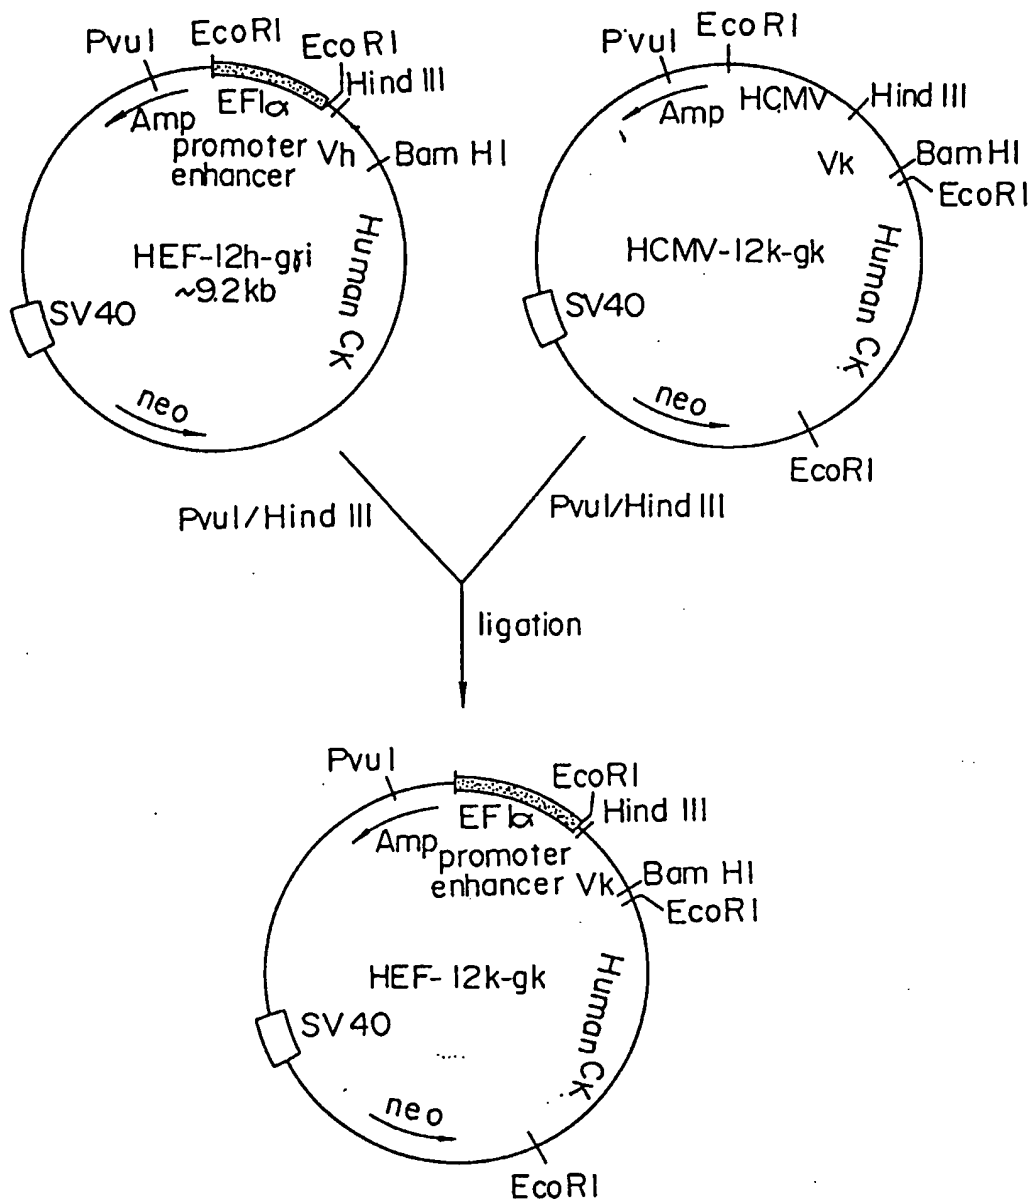 PvuI
EcoRI
EcoRI
Hind III
Amp
EF1α
promoter
enhancer
Vh
Bam HI
HEF-12h-gγi
~9.2kb
Human Cκ
SV40
neo
PvuI
EcoRI
Amp
HCMV
Hind III
Vk
BamHI
EcoRI
HCMV-12k-gk
Human Cκ
SV40
neo
EcoRI
PvuI/Hind III
PvuI/Hind III
ligation
PvuI
EcoRI
Hind III
Amp
EF1α
promoter
enhancer
Vk
Bam HI
EcoRI
HEF-12k-gk
Human Cκ
SV40
neo
EcoRI